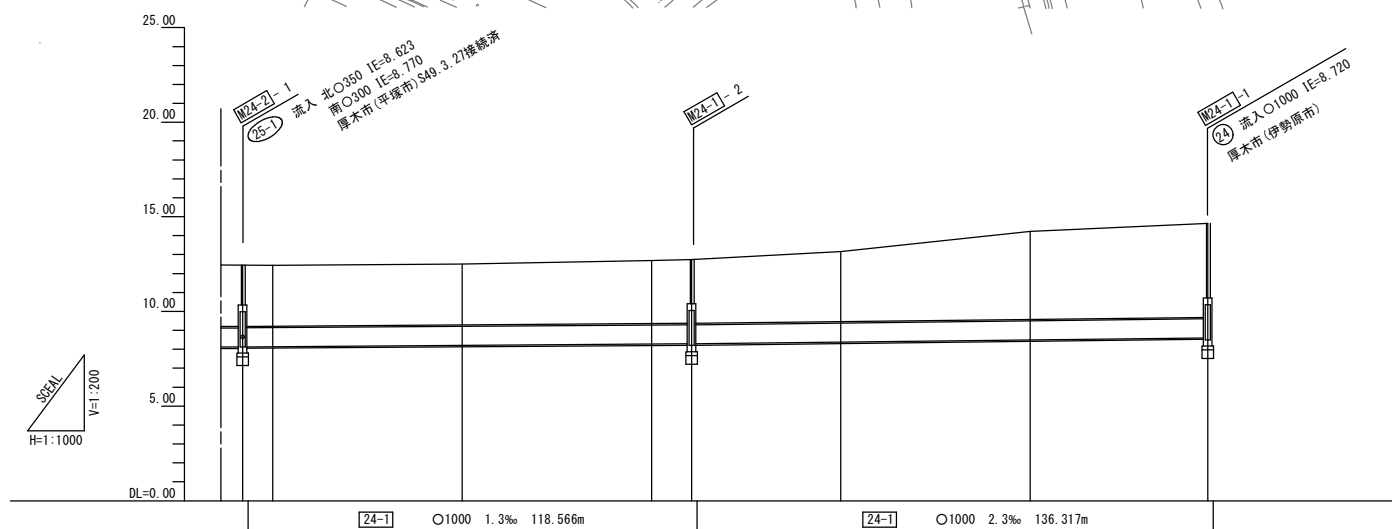 25.00
20.00
15.00
10.00
5.00
DL=0.00
M24-2 - 1
25-1 流入 北○350 IE=8.623
南○300 IE=8.770
厚木市(平塚市)S49.3.27接続済
M24-1 - 2
M24-1 -1
24 流入○1000 IE=8.720
厚木市(伊勢原市)
SCEAL
V=1:200
H=1:1000
24-1 ○1000 1.3‰ 118.566m
24-1 ○1000 2.3‰ 136.317m